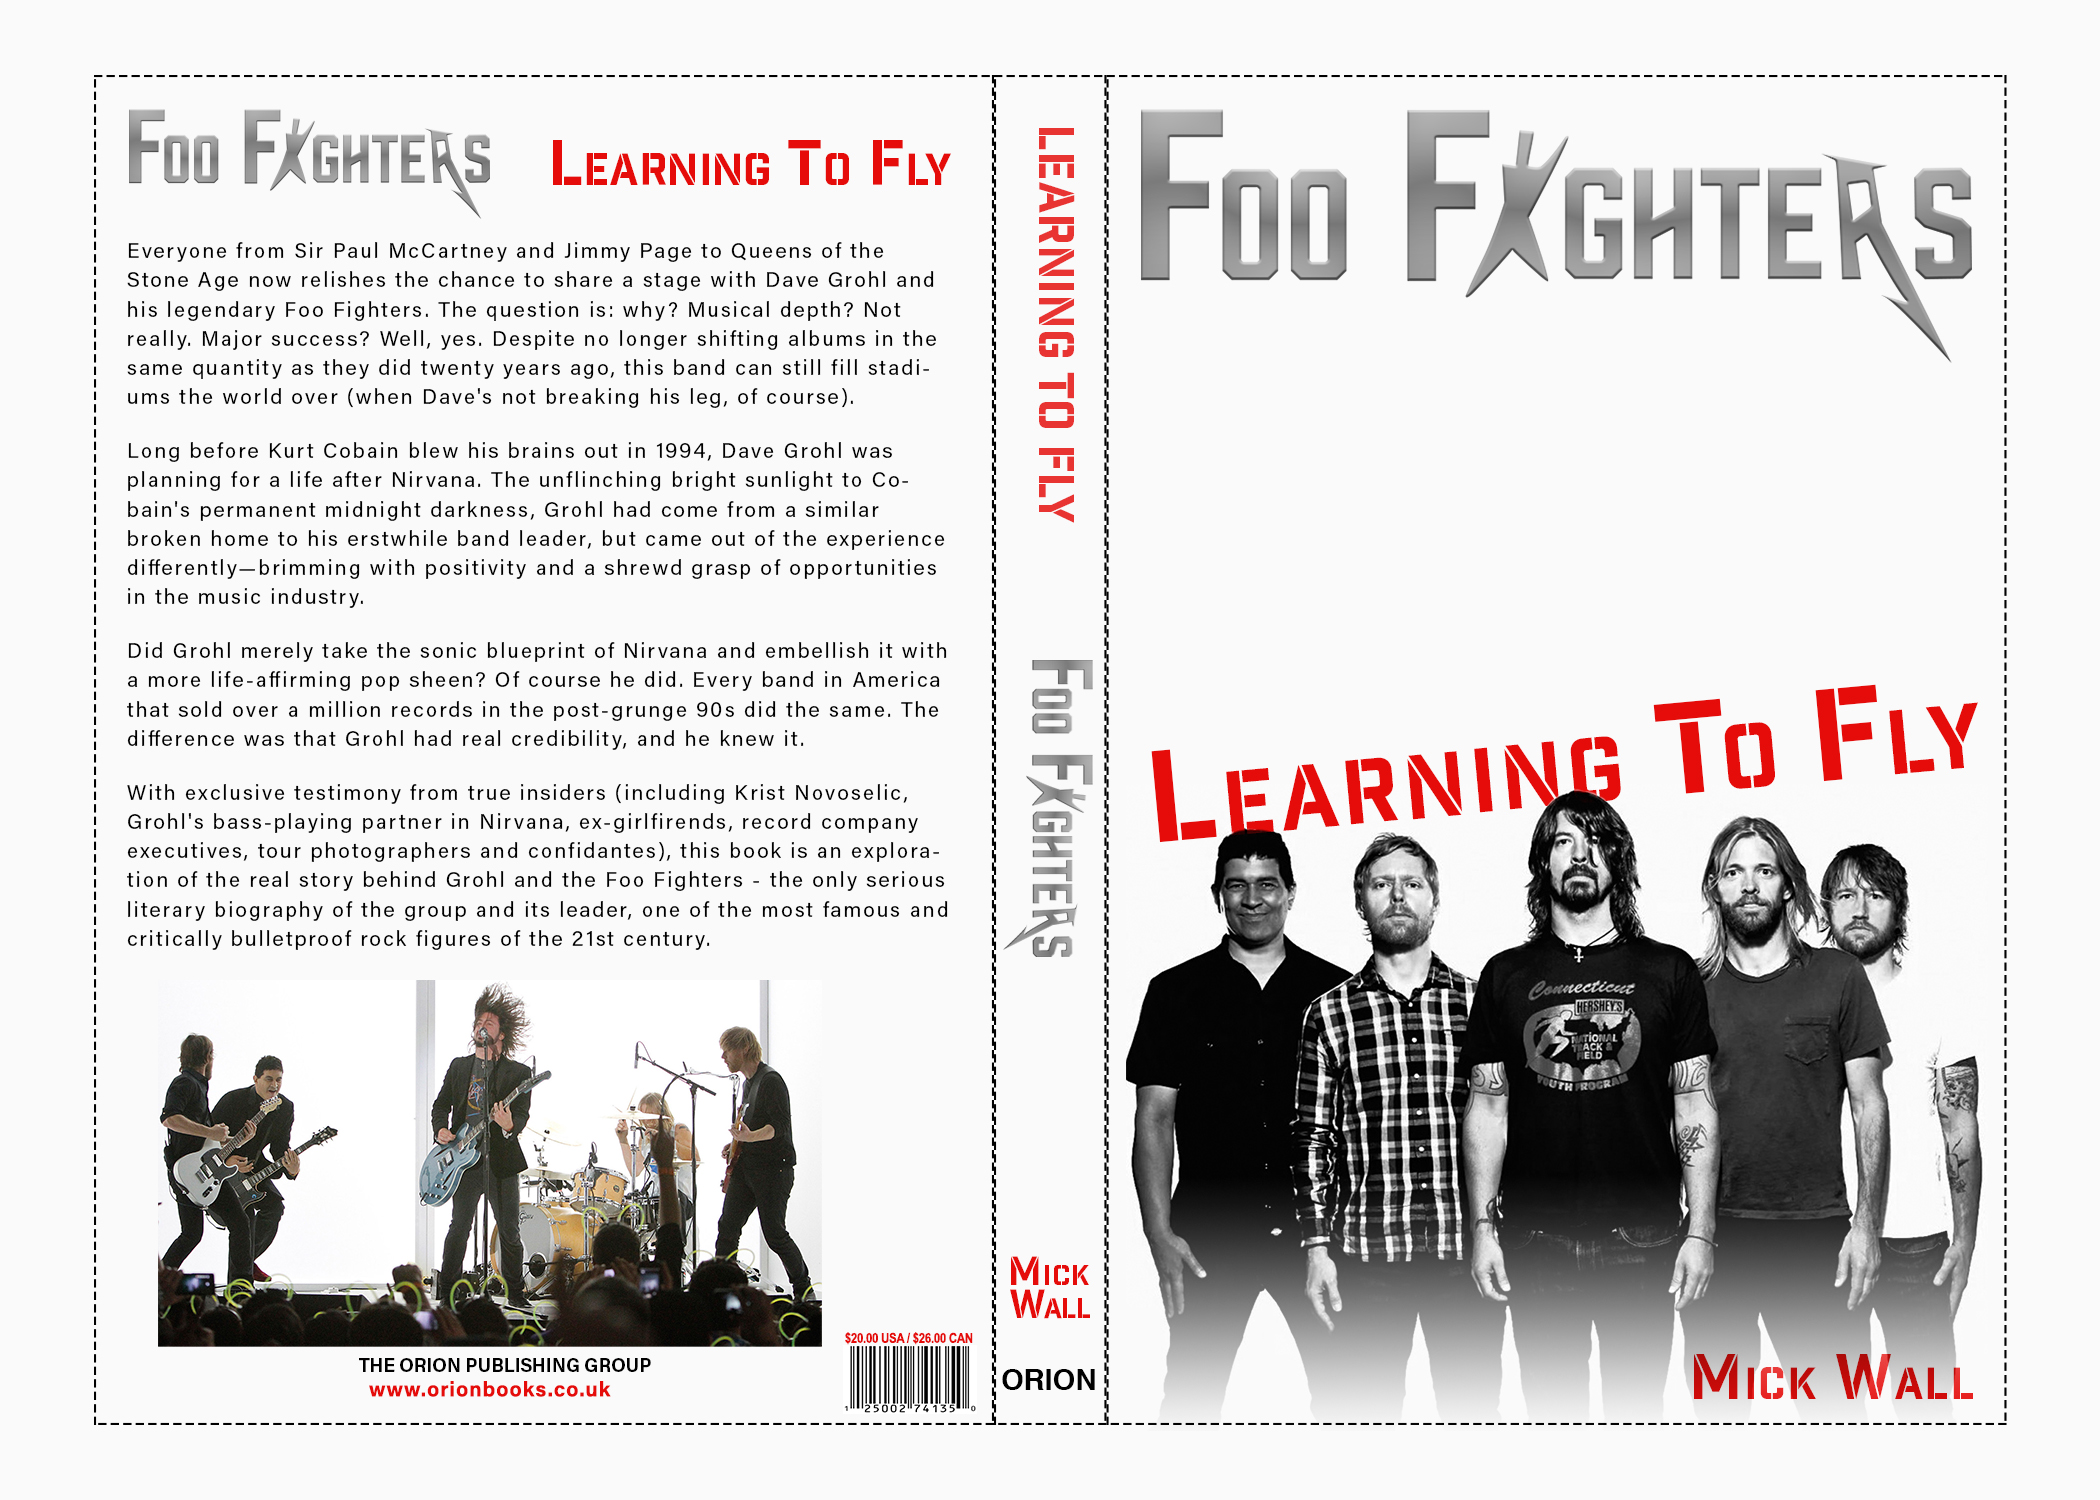 Foo Fighters
Learning To Fly
Everyone from Sir Paul McCartney and Jimmy Page to Queens of the
Stone Age now relishes the chance to share a stage with Dave Grohl and
his legendary Foo Fighters. The question is: why? Musical depth? Not
really. Major success? Well, yes. Despite no longer shifting albums in the
same quantity as they did twenty years ago, this band can still fill stadi-
ums the world over (when Dave's not breaking his leg, of course).
Long before Kurt Cobain blew his brains out in 1994, Dave Grohl was
planning for a life after Nirvana. The unflinching bright sunlight to Co-
bain's permanent midnight darkness, Grohl had come from a similar
broken home to his erstwhile band leader, but came out of the experience
differently—brimming with positivity and a shrewd grasp of opportunities
in the music industry.
Did Grohl merely take the sonic blueprint of Nirvana and embellish it with
a more life-affirming pop sheen? Of course he did. Every band in America
that sold over a million records in the post-grunge 90s did the same. The
difference was that Grohl had real credibility, and he knew it.
With exclusive testimony from true insiders (including Krist Novoselic,
Grohl's bass-playing partner in Nirvana, ex-girlfirends, record company
executives, tour photographers and confidantes), this book is an explora-
tion of the real story behind Grohl and the Foo Fighters - the only serious
literary biography of the group and its leader, one of the most famous and
critically bulletproof rock figures of the 21st century.
THE ORION PUBLISHING GROUP
www.orionbooks.co.uk
$20.00 USA / $26.00 CAN
1 25002 74135 0
LEARNING TO FLY
Foo Fighters
Mick
Wall
ORION
Foo Fighters
Learning To Fly
Connecticut
HERSHEY'S
NATIONAL
TRACK &
FIELD
YOUTH PROGRAM
Mick Wall